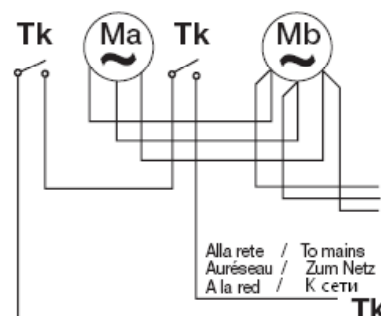 Tk Ma Tk Mb
Alla rete / To mains
Auréseau / Zum Netz
A la red / К сети
Tk